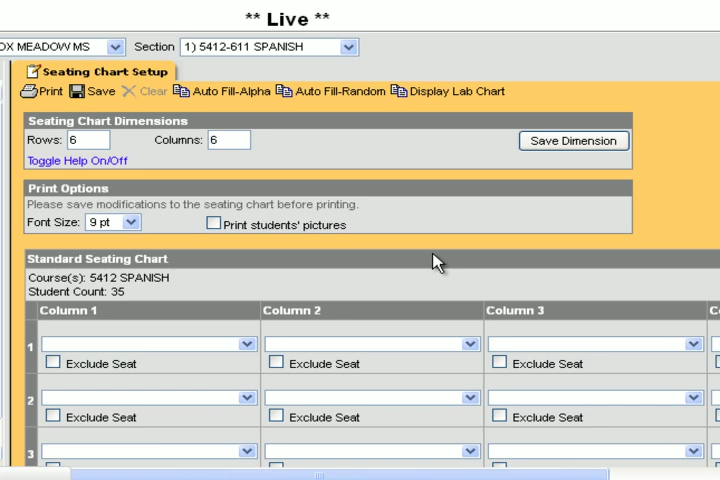 ** Live **
OX MEADOW MS Section 1) 5412-611 SPANISH
Seating Chart Setup
Print Save Clear Auto Fill-Alpha Auto Fill-Random Display Lab Chart
Seating Chart Dimensions
Rows: 6 Columns: 6 Save Dimension
Toggle Help On/Off
Print Options
Please save modifications to the seating chart before printing.
Font Size: 9 pt Print students' pictures
Standard Seating Chart
Course(s): 5412 SPANISH
Student Count: 35
Column 1 Column 2 Column 3
1
Exclude Seat Exclude Seat Exclude Seat
2
Exclude Seat Exclude Seat Exclude Seat
3